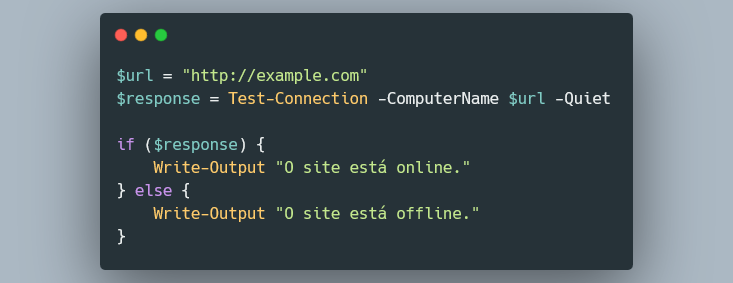 $url = "http://example.com"
$response = Test-Connection -ComputerName $url -Quiet
if ($response) {
    Write-Output "O site está online."
} else {
    Write-Output "O site está offline."
}